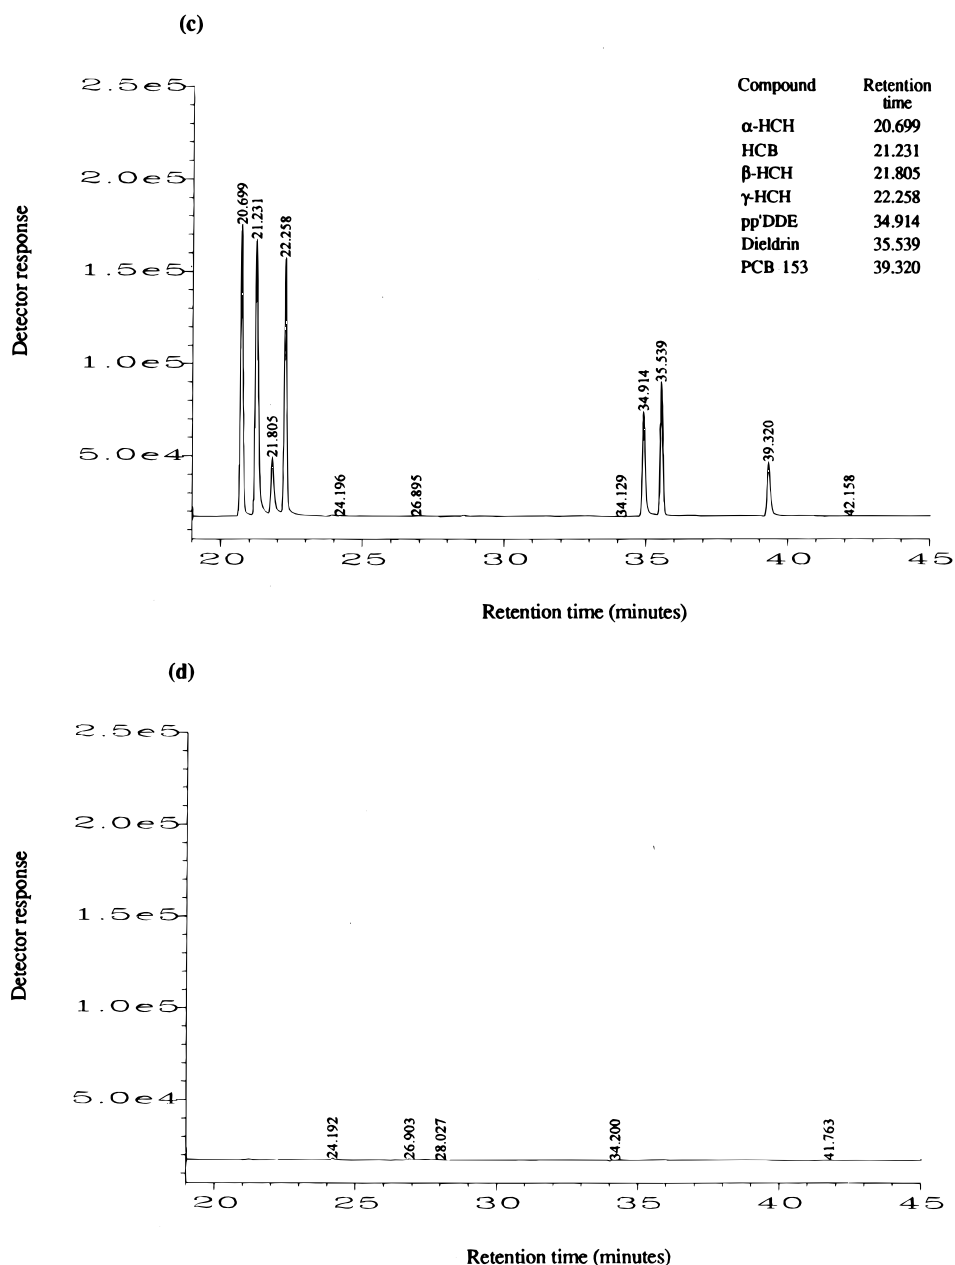 (c)
2.5e5
2.0e5
1.5e5
1.0e5
5.0e4
Detector response
20.699
21.231
21.805
22.258
24.196
26.895
34.129
34.914
35.539
39.320
42.158
Compound Retention
time
α-HCH 20.699
HCB 21.231
β-HCH 21.805
γ-HCH 22.258
pp'DDE 34.914
Dieldrin 35.539
PCB 153 39.320
20 25 30 35 40 45
Retention time (minutes)
(d)
2.5e5
2.0e5
1.5e5
1.0e5
5.0e4
Detector response
24.192
26.903
28.027
34.200
41.763
20 25 30 35 40 45
Retention time (minutes)